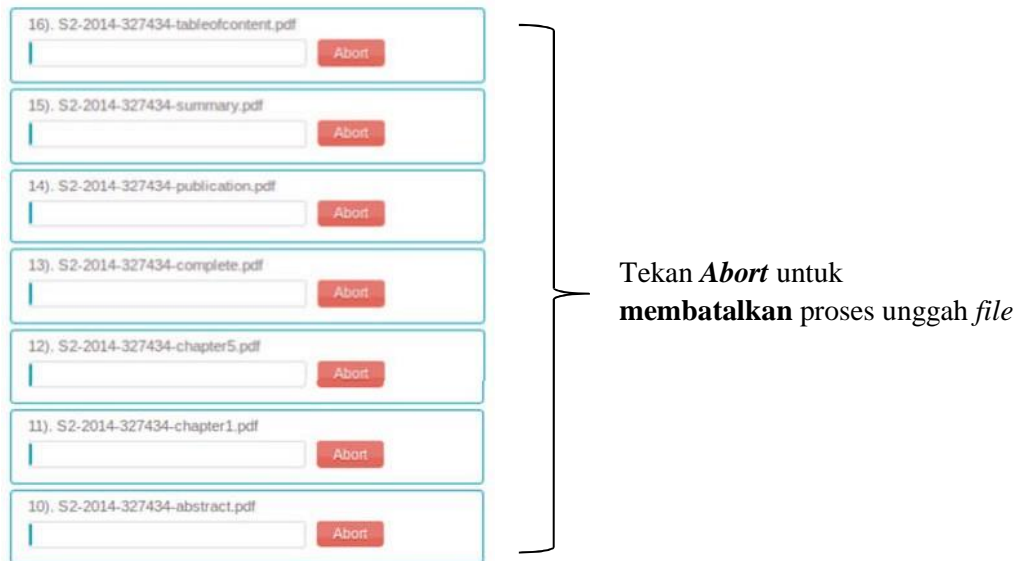 16). S2-2014-327434-tableofcontent.pdf
Abort
15). S2-2014-327434-summary.pdf
Abort
14). S2-2014-327434-publication.pdf
Abort
13). S2-2014-327434-complete.pdf
Abort
12). S2-2014-327434-chapter5.pdf
Abort
11). S2-2014-327434-chapter1.pdf
Abort
10). S2-2014-327434-abstract.pdf
Abort
Tekan Abort untuk
membatalkan proses unggah file